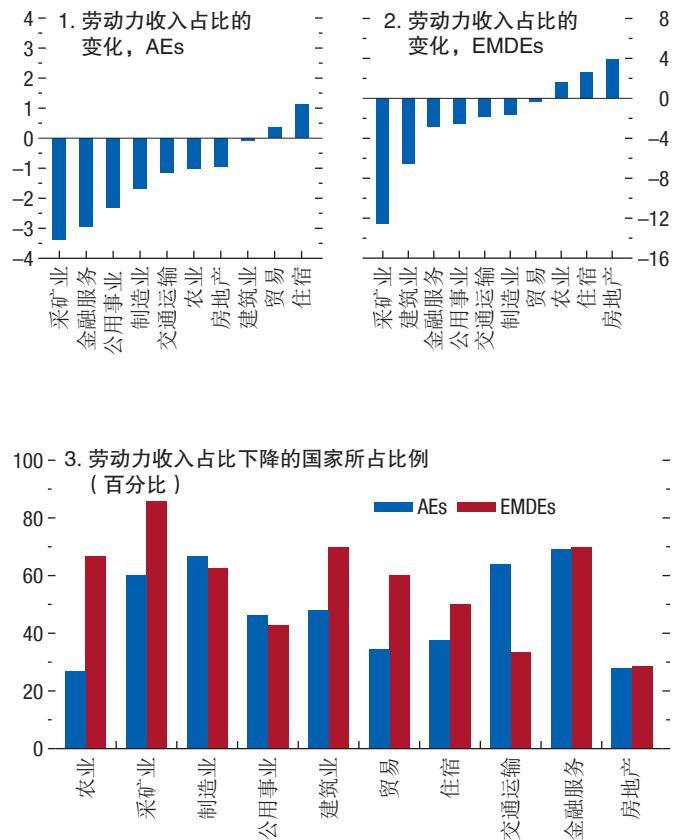 1. 劳动力收入占比的
变化，AEs
4
3
2
1
0
–1
–2
–3
–4
采矿业
金融服务
公用事业
制造业
交通运输
农业
房地产
建筑业
贸易
住宿
2. 劳动力收入占比的
变化，EMDEs
8
4
0
–4
–8
–12
–16
采矿业
建筑业
金融服务
公用事业
交通运输
制造业
贸易
农业
住宿
房地产
3. 劳动力收入占比下降的国家所占比例
（百分比）
AEs
EMDEs
100
80
60
40
20
0
农业
采矿业
制造业
公用事业
建筑业
贸易
住宿
交通运输
金融服务
房地产